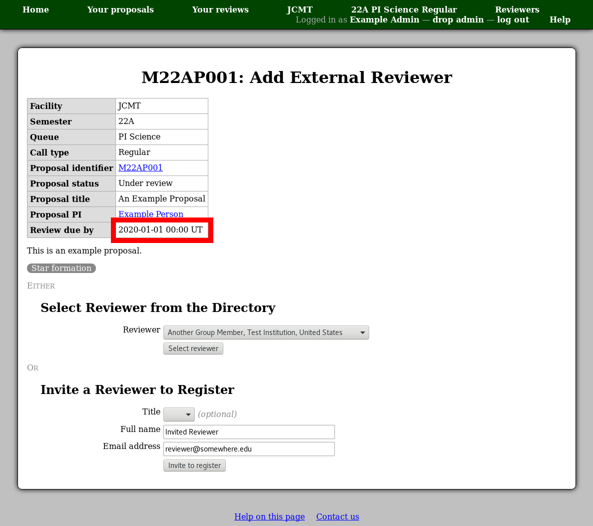 Home Your proposals Your reviews JCMT 22A PI Science Regular Reviewers
Logged in as Example Admin — drop admin — log out Help
M22AP001: Add External Reviewer
Facility JCMT
Semester 22A
Queue PI Science
Call type Regular
Proposal identifier M22AP001
Proposal status Under review
Proposal title An Example Proposal
Proposal PI Example Person
Review due by 2020-01-01 00:00 UT
This is an example proposal.
Star formation
EITHER
Select Reviewer from the Directory
Reviewer Another Group Member, Test Institution, United States
Select reviewer
OR
Invite a Reviewer to Register
Title (optional)
Full name Invited Reviewer
Email address reviewer@somewhere.edu
Invite to register
Help on this page Contact us